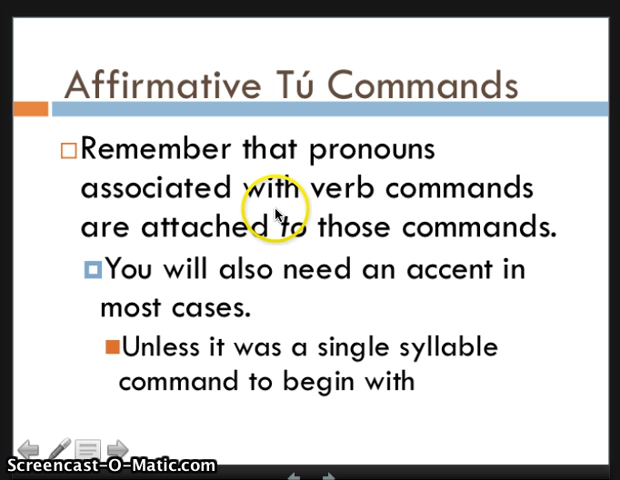 Affirmative Tú Commands
Remember that pronouns
associated with verb commands
are attached to those commands.
You will also need an accent in
most cases.
Unless it was a single syllable
command to begin with
Screencast-O-Matic.com